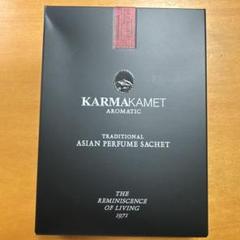 KARMAKAMET
AROMATIC
TRADITIONAL
ASIAN PERFUME SACHET
THE
REMINISCENCE
OF LIVING
1971